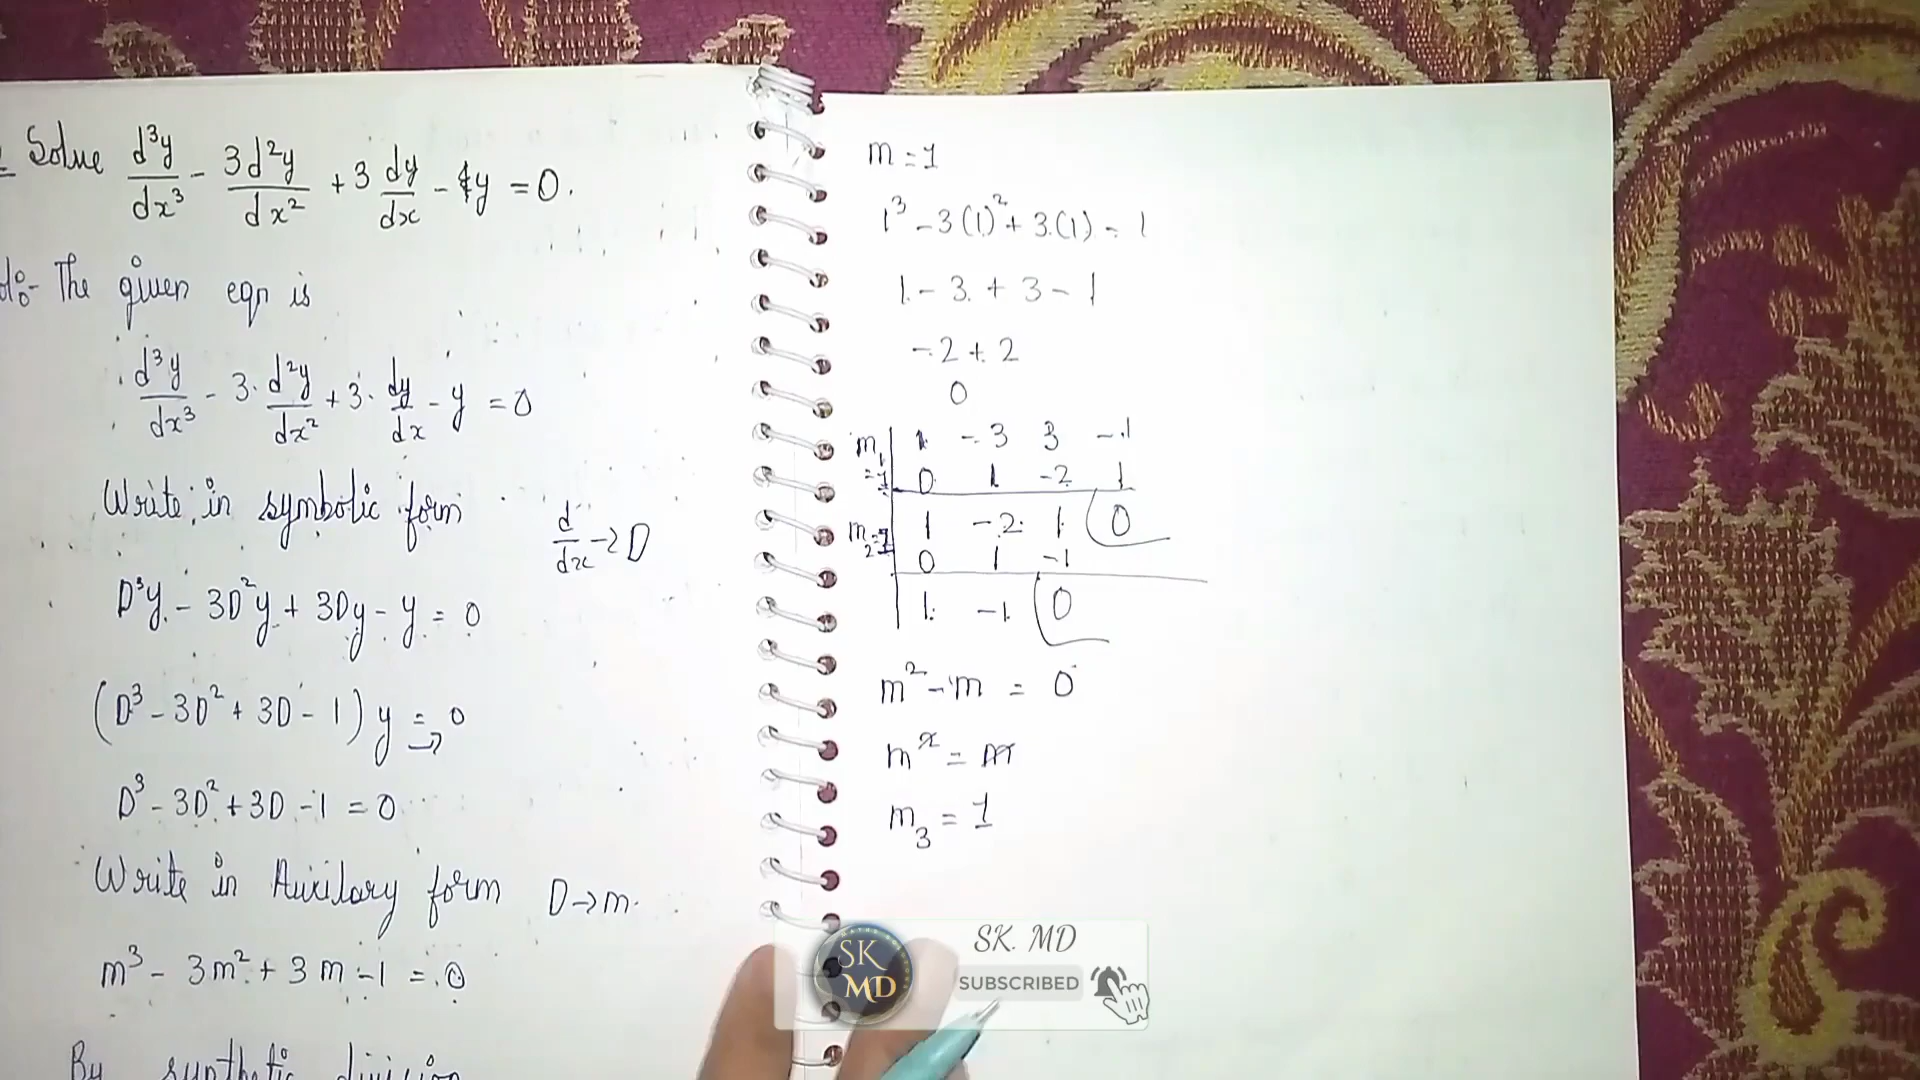 Solve d³y/dx³ - 3d²y/dx² + 3 dy/dx - y = 0.
The given eqn is
d³y/dx³ - 3. d²y/dx² + 3. dy/dx - y = 0
Write in symbolic form
d/dx → D
D³y - 3D²y + 3Dy - y = 0
(D³ - 3D² + 3D - 1) y = 0
D³ - 3D² + 3D - 1 = 0
Write in Auxilary form D→m.
m³ - 3m² + 3m - 1 = 0
By synthetic division
m = 1
1³ - 3(1)² + 3.(1) - 1
1 - 3 + 3 - 1
-2 + 2
0
m₁ =1 | 1 -3 3 -1
0 1 -2 1
m₂=1 | 1 -2 1 0
0 1 -1
1 -1 0
m² - m = 0
m² = m
m₃ = 1
SK MD
SK. MD
SUBSCRIBED